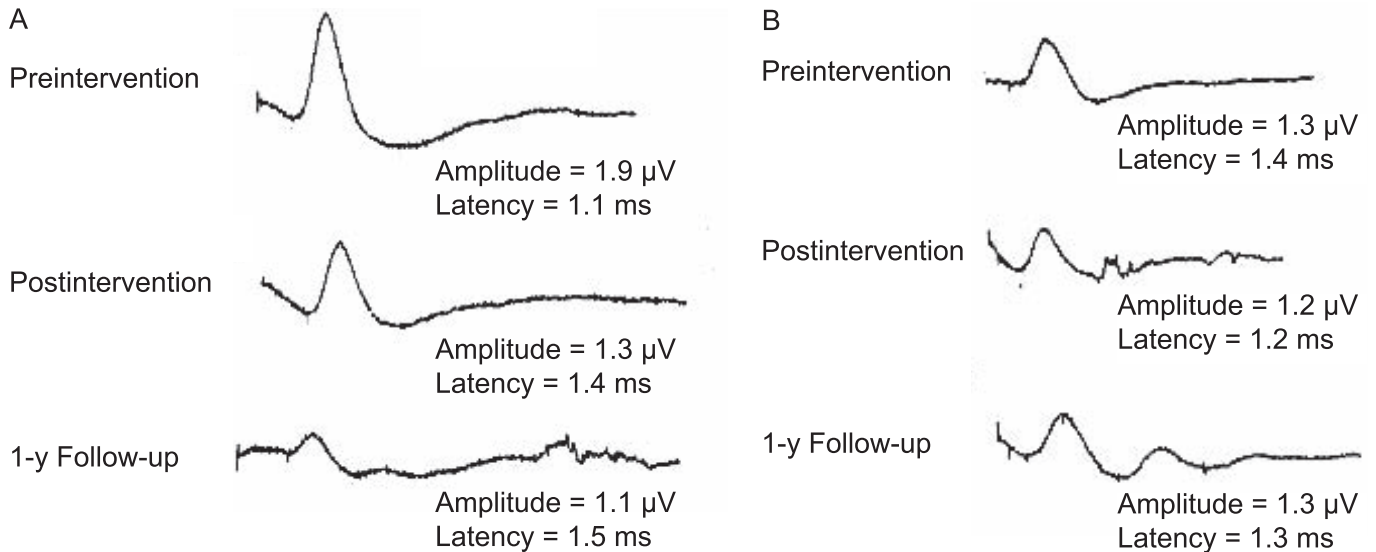 A
Preintervention
Amplitude = 1.9 µV
Latency = 1.1 ms
Postintervention
Amplitude = 1.3 µV
Latency = 1.4 ms
1-y Follow-up
Amplitude = 1.1 µV
Latency = 1.5 ms
B
Preintervention
Amplitude = 1.3 µV
Latency = 1.4 ms
Postintervention
Amplitude = 1.2 µV
Latency = 1.2 ms
1-y Follow-up
Amplitude = 1.3 µV
Latency = 1.3 ms